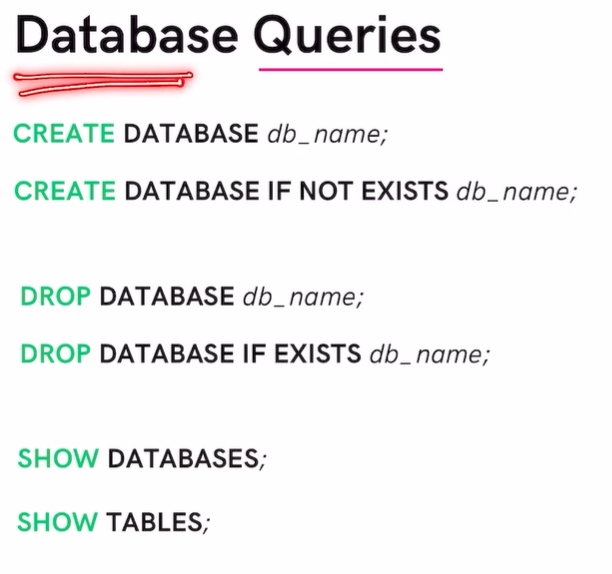 Database Queries
CREATE DATABASE db_name;
CREATE DATABASE IF NOT EXISTS db_name;
DROP DATABASE db_name;
DROP DATABASE IF EXISTS db_name;
SHOW DATABASES;
SHOW TABLES;